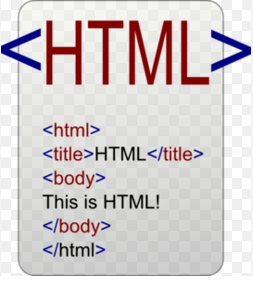 <HTML>
<html>
<title>HTML</title>
<body>
This is HTML!
</body>
</html>